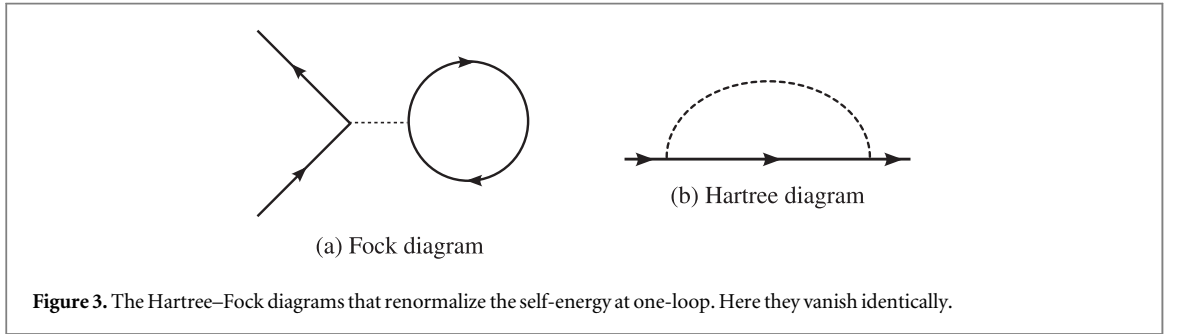 (b) Hartree diagram
(a) Fock diagram
Figure 3. The Hartree–Fock diagrams that renormalize the self-energy at one-loop. Here they vanish identically.